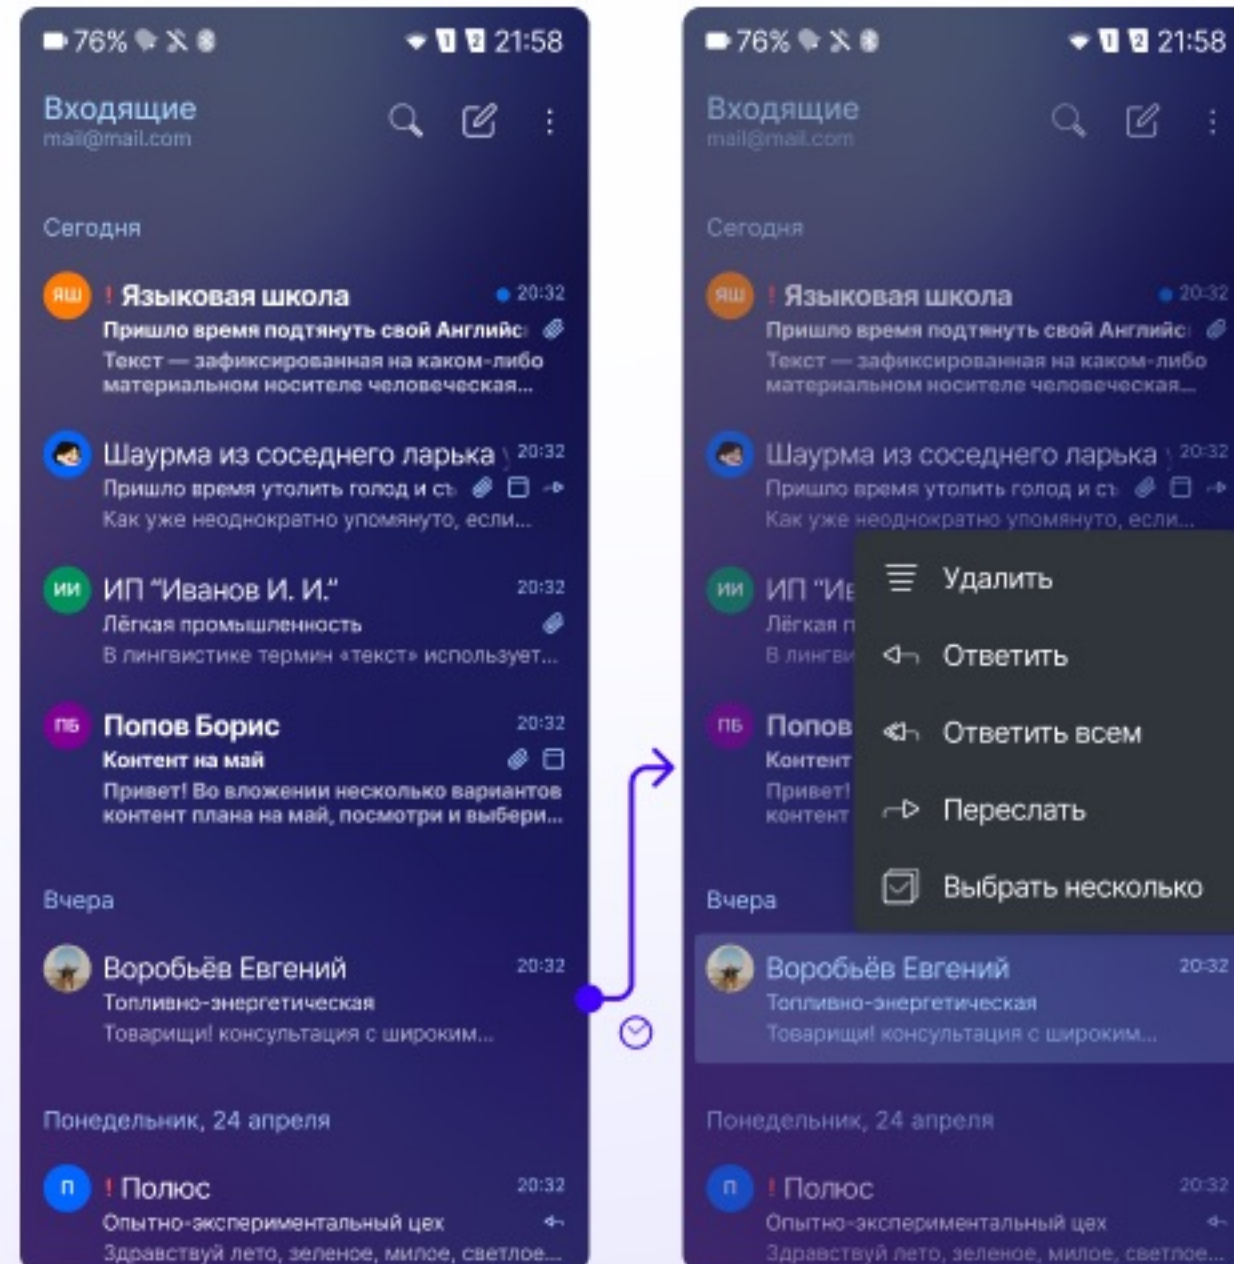 76% 1 2 21:58
Входящие
mail@mail.com
Сегодня
ЯШ ! Языковая школа 20:32
Пришло время подтянуть свой Английс
Текст — зафиксированная на каком-либо
материальном носителе человеческая...
Шаурма из соседнего ларька 20:32
Пришло время утолить голод и съ
Как уже неоднократно упомянуто, если...
ИИ ИП “Иванов И. И.“ 20:32
Лёгкая промышленность
В лингвистике термин «текст» использует...
ПБ Попов Борис 20:32
Контент на май
Привет! Во вложении несколько вариантов
контент плана на май, посмотри и выбери...
Вчера
Воробьёв Евгений 20:32
Топливно-энергетическая
Товарищи! консультация с широким...
Понедельник, 24 апреля
П ! Полюс 20:32
Опытно-экспериментальный цех
Здравствуй лето, зеленое, милое, светлое...
76% 1 2 21:58
Входящие
mail@mail.com
Сегодня
ЯШ ! Языковая школа 20:32
Пришло время подтянуть свой Английс
Текст — зафиксированная на каком-либо
материальном носителе человеческая...
Шаурма из соседнего ларька 20:32
Пришло время утолить голод и съ
Как уже неоднократно упомянуто, если...
ИИ ИП “Ив
Лёгкая п
В лингви
ПБ Попов
Контент
Привет!
контент
Удалить
Ответить
Ответить всем
Переслать
Выбрать несколько
Вчера
Воробьёв Евгений 20:32
Топливно-энергетическая
Товарищи! консультация с широким...
Понедельник, 24 апреля
П ! Полюс 20:32
Опытно-экспериментальный цех
Здравствуй лето, зеленое, милое, светлое...